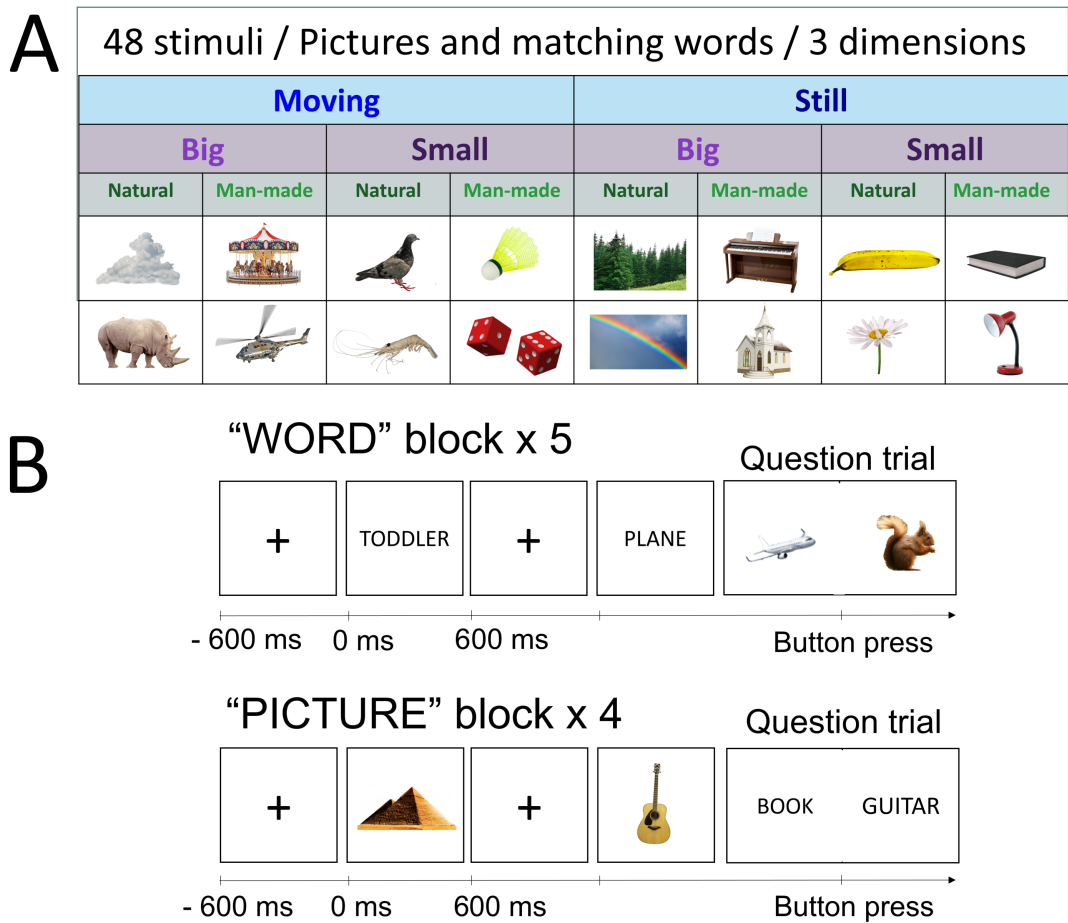 A
48 stimuli / Pictures and matching words / 3 dimensions
Moving Still
Big Small Big Small
Natural Man-made Natural Man-made Natural Man-made Natural Man-made
B
“WORD” block x 5
Question trial
+ TODDLER + PLANE
- 600 ms 0 ms 600 ms Button press
“PICTURE” block x 4
Question trial
+ + BOOK GUITAR
- 600 ms 0 ms 600 ms Button press